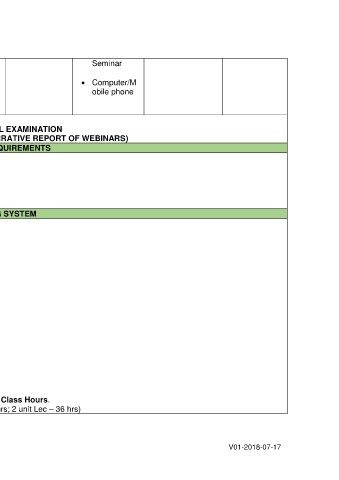 Seminar
• Computer/M
obile phone
L EXAMINATION
RATIVE REPORT OF WEBINARS)
QUIREMENTS
SYSTEM
Class Hours.
rs; 2 unit Lec – 36 hrs)
V01-2018-07-17